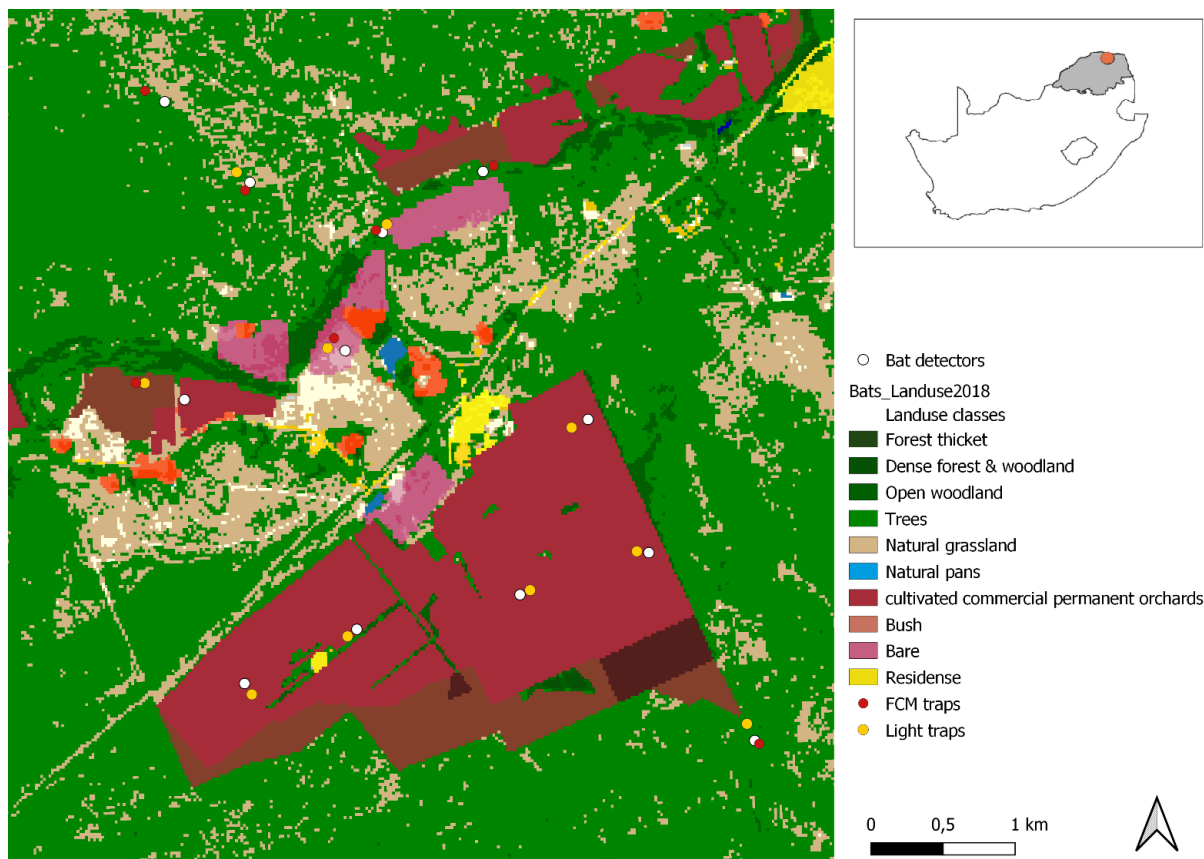 Bat detectors
Bats_Landuse2018
Landuse classes
Forest thicket
Dense forest & woodland
Open woodland
Trees
Natural grassland
Natural pans
cultivated commercial permanent orchards
Bush
Bare
Residense
FCM traps
Light traps
0 0,5 1 km